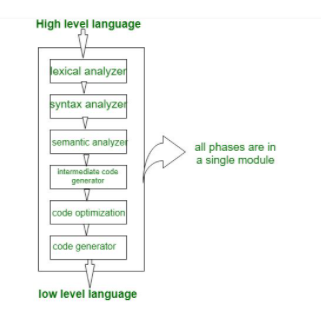 High level language
lexical analyzer
syntax analyzer
semantic analyzer
intermediate code
generator
code optimization
code generator
low level language
all phases are in
a single module